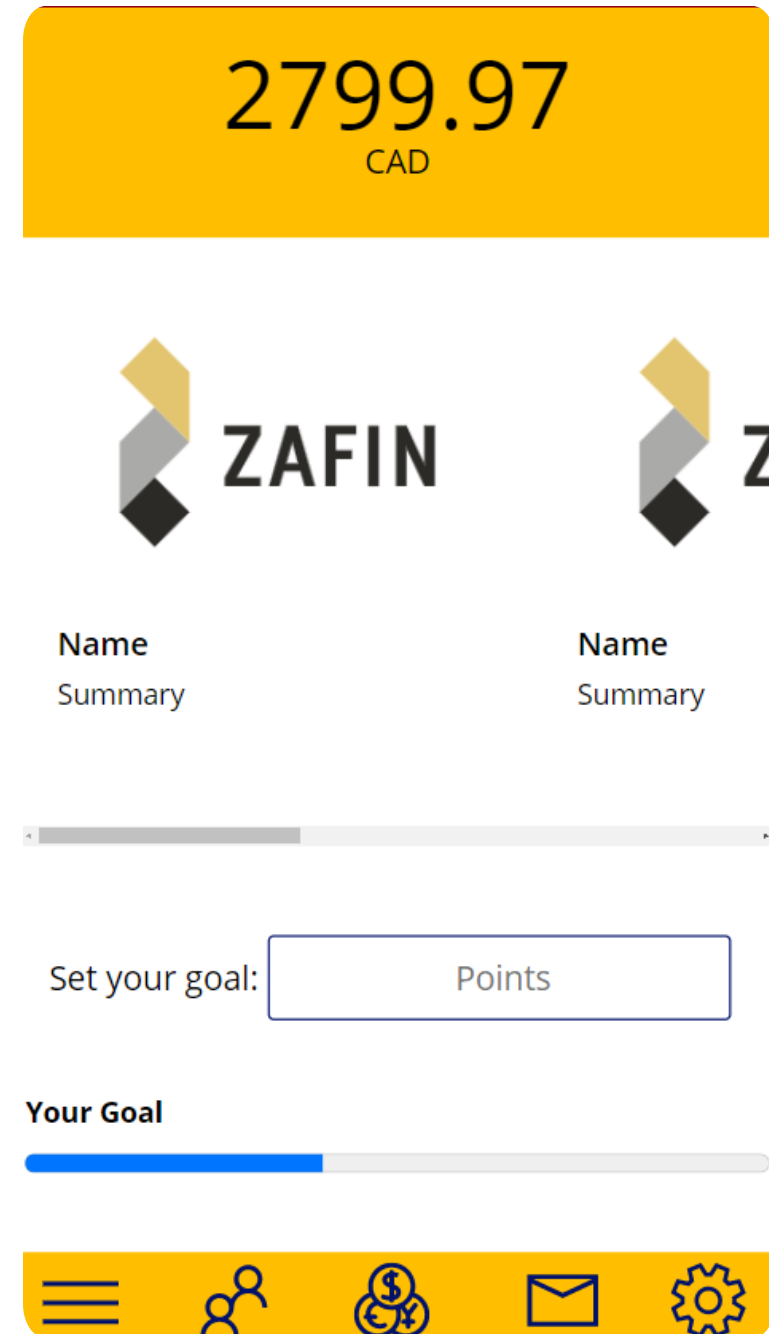 2799.97
CAD
ZAFIN
Z
Name Name
Summary Summary
Set your goal: Points
Your Goal
$
€ ¥